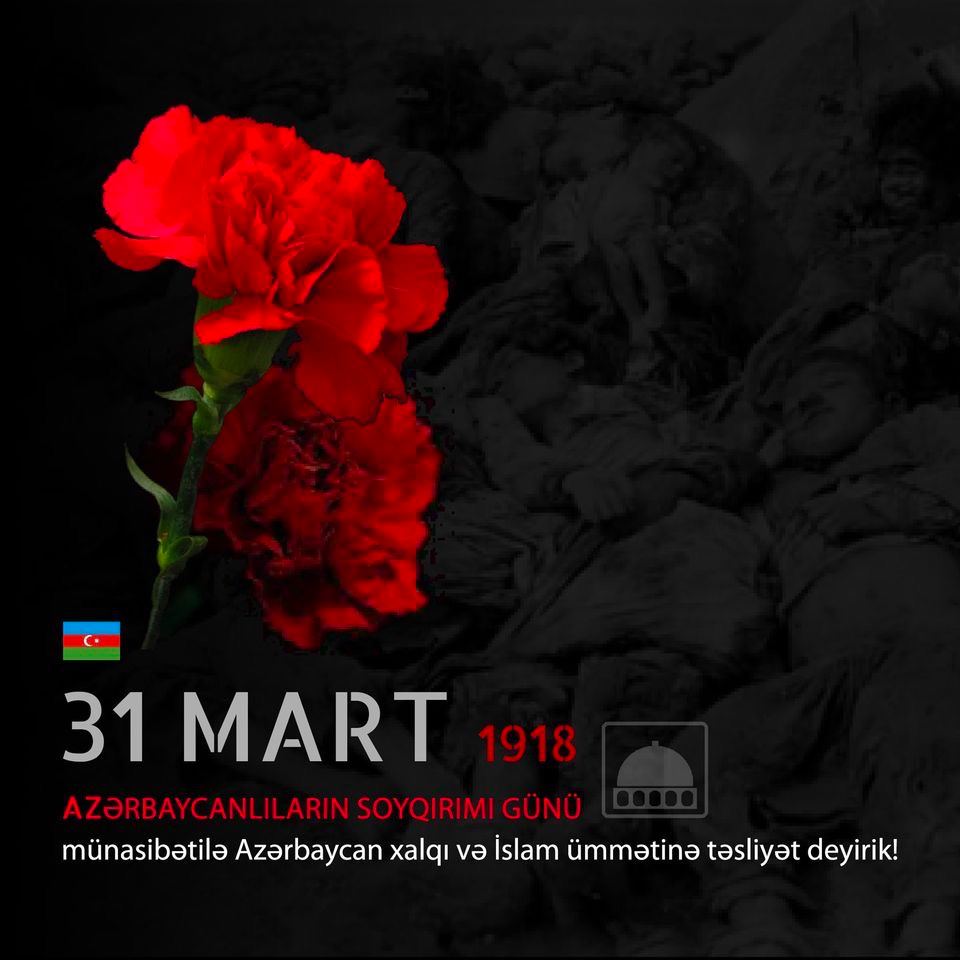 31 MART 1918
AZƏRBAYCANLILARIN SOYQIRIMI GÜNÜ
münasibətilə Azərbaycan xalqı və İslam ümmətinə təsliyət deyirik!